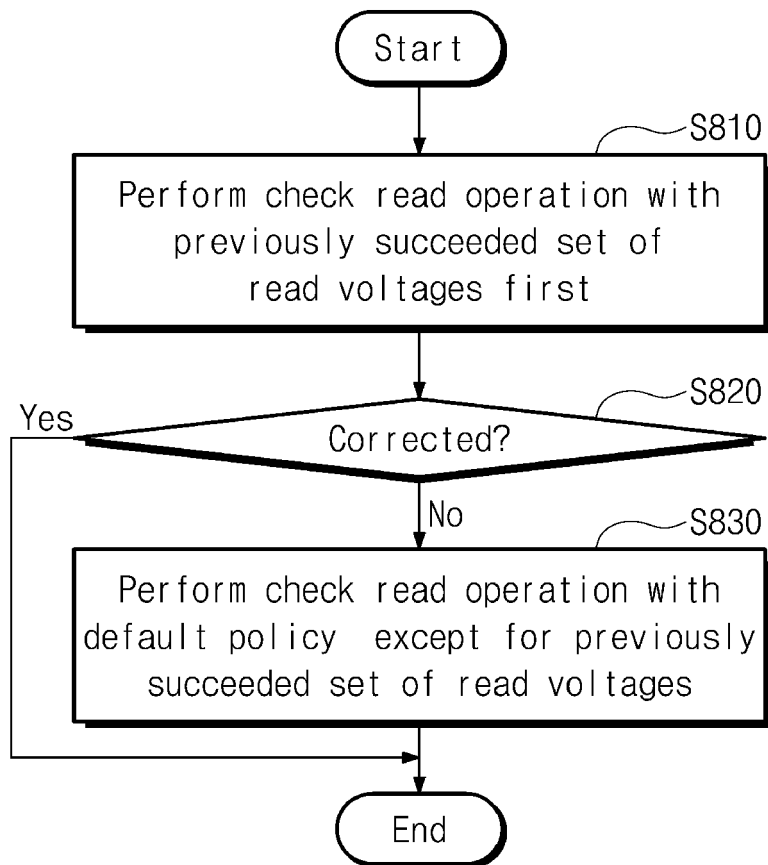 Start
S810
Perform check read operation with
previously succeeded set of
read voltages first
S820
Yes
Corrected?
No
S830
Perform check read operation with
default policy except for previously
succeeded set of read voltages
End